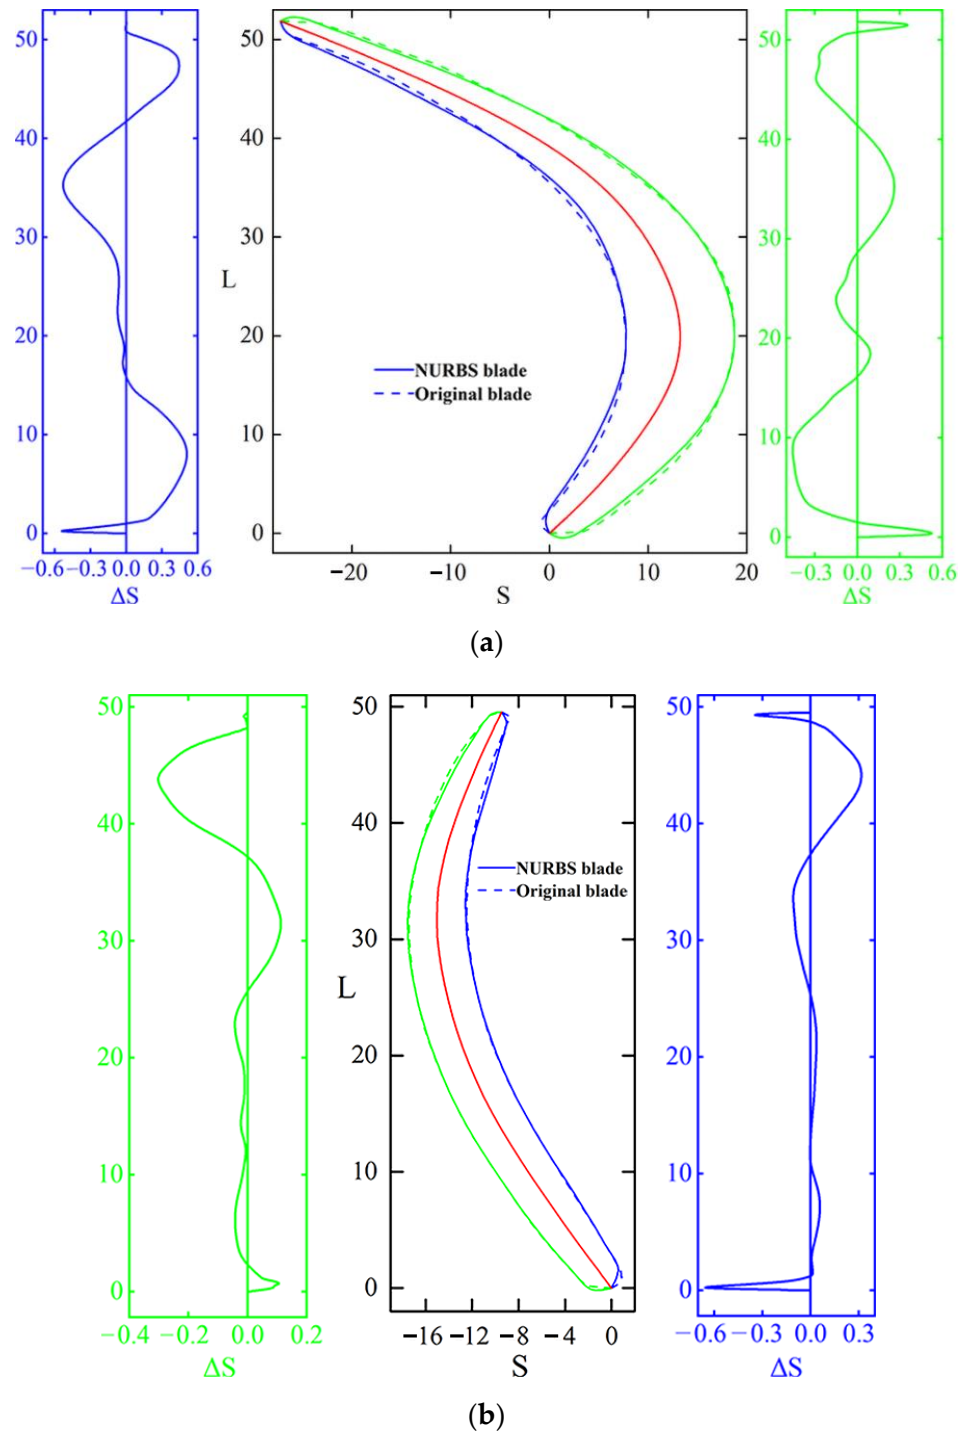 50
40
30
20
10
0
−0.6 −0.3 0.0 0.3 0.6
ΔS
50
40
30
20
10
0
L
NURBS blade
Original blade
−20 −10 0 10 20
S
50
40
30
20
10
0
−0.3 0.0 0.3 0.6
ΔS
(a)
50
40
30
20
10
0
−0.4 −0.2 0.0 0.2
ΔS
50
40
30
20
10
0
L
NURBS blade
Original blade
−16 −12 −8 −4 0
S
50
40
30
20
10
0
−0.6 −0.3 0.0 0.3
ΔS
(b)